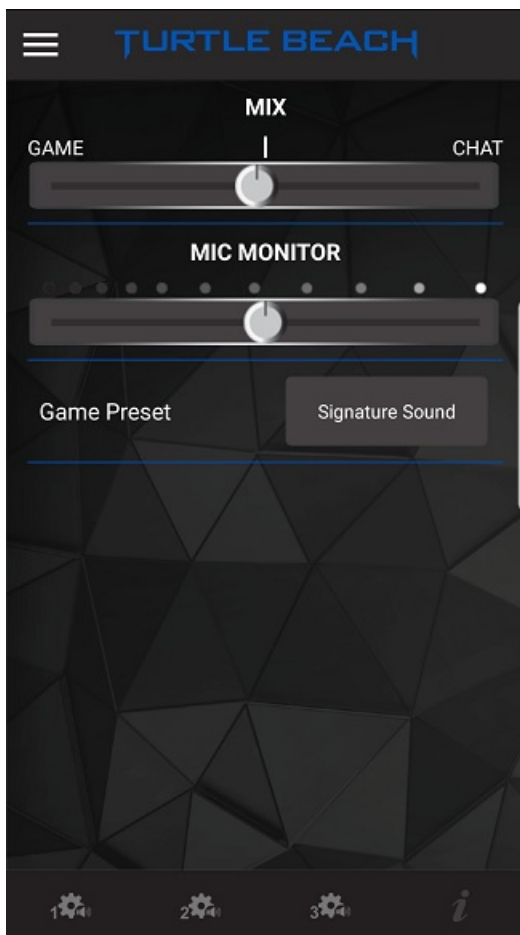 TURTLE BEACH
MIX
GAME CHAT
MIC MONITOR
Game Preset Signature Sound
1 2 3 i